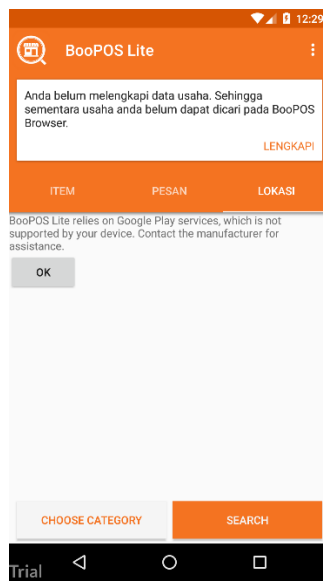 12:29
BooPOS Lite
Anda belum melengkapi data usaha. Sehingga
sementara usaha anda belum dapat dicari pada BooPOS
Browser.
LENGKAPI
ITEM PESAN LOKASI
BooPOS Lite relies on Google Play services, which is not
supported by your device. Contact the manufacturer for
assistance.
OK
CHOOSE CATEGORY SEARCH
Trial